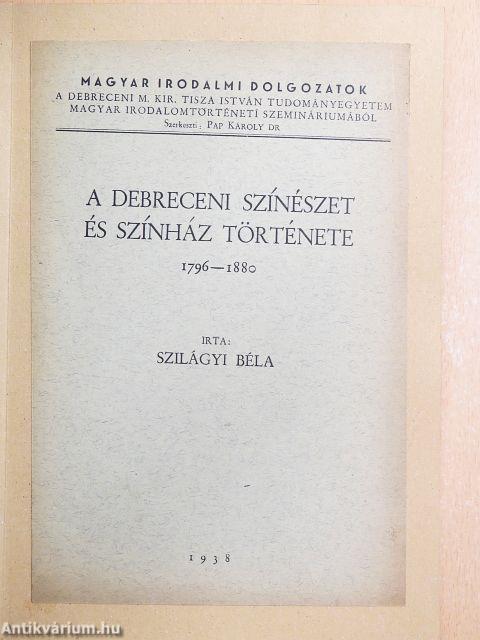 MAGYAR IRODALMI DOLGOZATOK
A DEBRECENI M. KIR. TISZA ISTVÁN TUDOMÁNYEGYETEM
MAGYAR IRODALOMTÖRTÉNETI SZEMINÁRIUMÁBÓL
Szerkeszti: PAP KÁROLY DR
A DEBRECENI SZÍNÉSZET
ÉS SZÍNHÁZ TÖRTÉNETE
1796—1880
IRTA:
SZILÁGYI BÉLA
1938
Antikvárium.hu